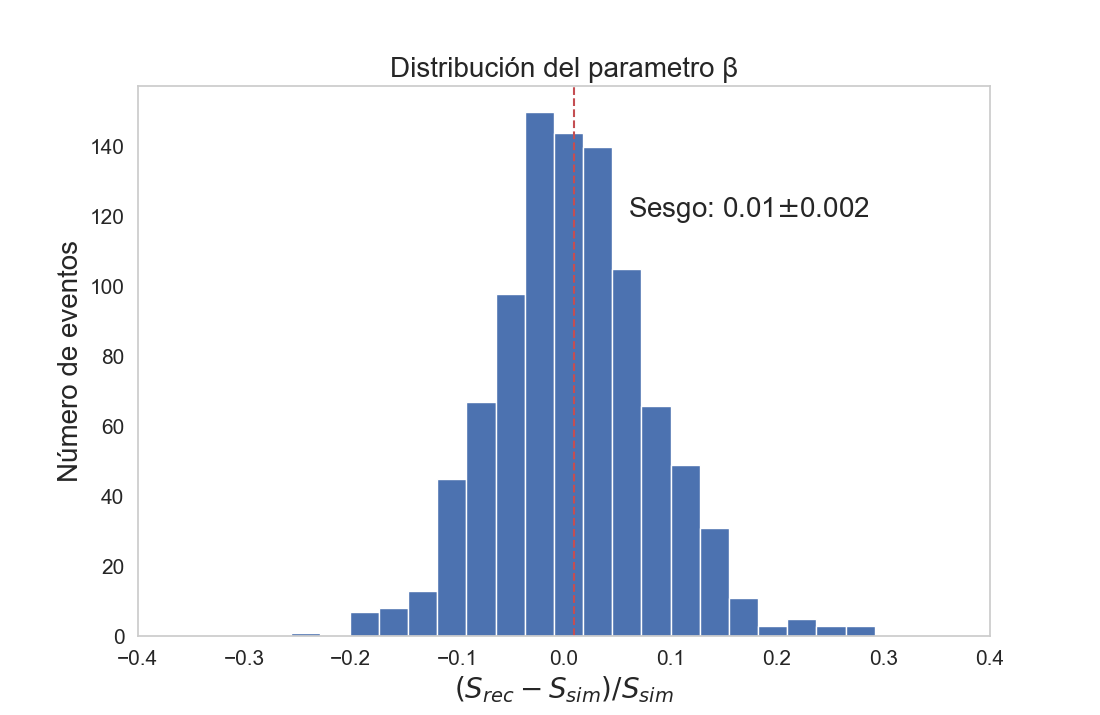 Distribución del parametro β
Número de eventos
140
120
100
80
60
40
20
0
Sesgo: 0.01±0.002
−0.4 −0.3 −0.2 −0.1 0.0 0.1 0.2 0.3 0.4
(S_rec − S_sim)/S_sim